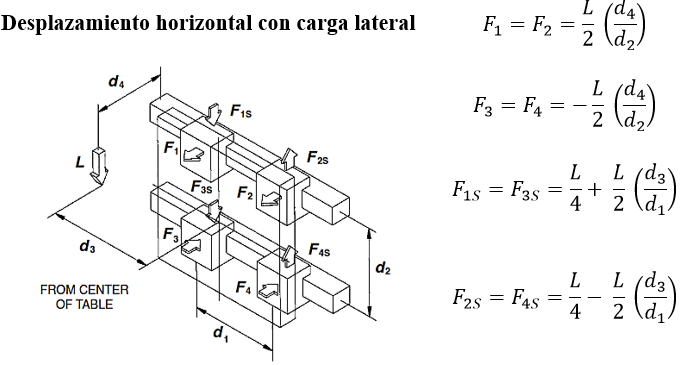 Desplazamiento horizontal con carga lateral
F₁ = F₂ = L/2 (d₄/d₂)
F₃ = F₄ = − L/2 (d₄/d₂)
F₁S = F₃S = L/4 + L/2 (d₃/d₁)
F₂S = F₄S = L/4 − L/2 (d₃/d₁)
d₄
F₁S
L
F₁
F₂S
F₃S
F₂
F₃
d₃
F₄S
d₂
FROM CENTER
OF TABLE
F₄
d₁